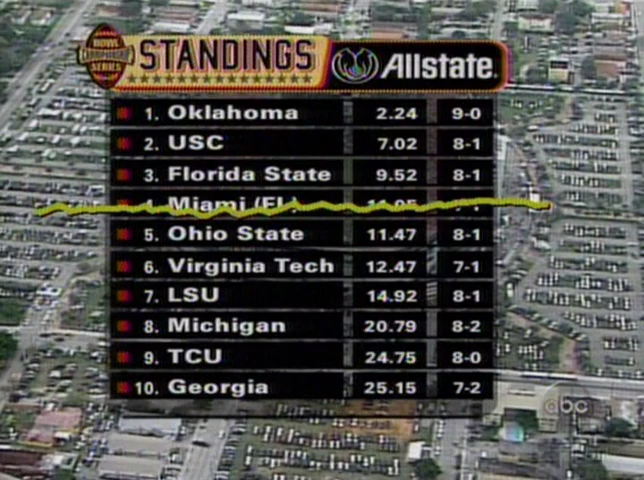 BOWL
CHAMPIONSHIP
SERIES
STANDINGS
Allstate.
1. Oklahoma 2.24 9-0
2. USC 7.02 8-1
3. Florida State 9.52 8-1
4. Miami (FL)
5. Ohio State 11.47 8-1
6. Virginia Tech 12.47 7-1
7. LSU 14.92 8-1
8. Michigan 20.79 8-2
9. TCU 24.75 8-0
10. Georgia 25.15 7-2
abc